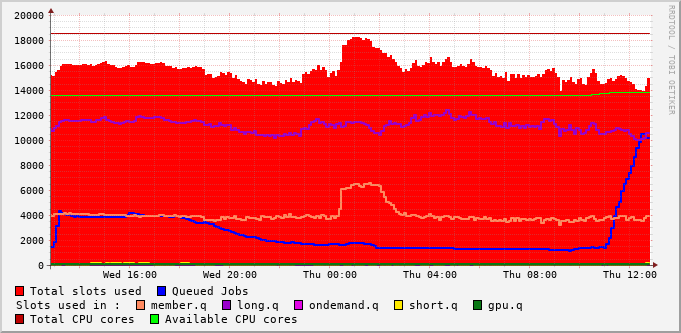 20000
18000
16000
14000
12000
10000
8000
6000
4000
2000
0
Wed 16:00 Wed 20:00 Thu 00:00 Thu 04:00 Thu 08:00 Thu 12:00
RRDTOOL / TOBI OETIKER
Total slots used Queued Jobs
Slots used in : member.q long.q ondemand.q short.q gpu.q
Total CPU cores Available CPU cores